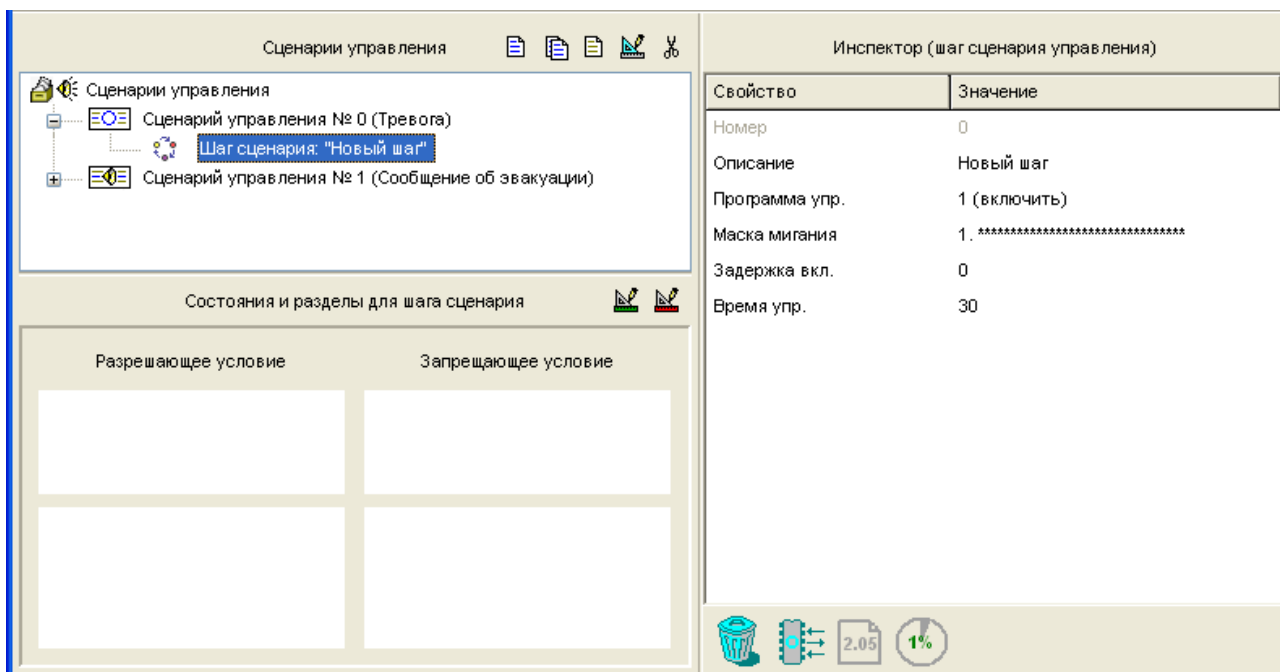 Сценарии управления
Сценарии управления
Сценарий управления № 0 (Тревога)
Шаг сценария: "Новый шаг"
Сценарий управления № 1 (Сообщение об эвакуации)
Состояния и разделы для шага сценария
Разрешающее условие Запрещающее условие
Инспектор (шаг сценария управления)
Свойство Значение
Номер 0
Описание Новый шаг
Программа упр. 1 (включить)
Маска мигания 1. ********************************
Задержка вкл. 0
Время упр. 30
2.05 1%